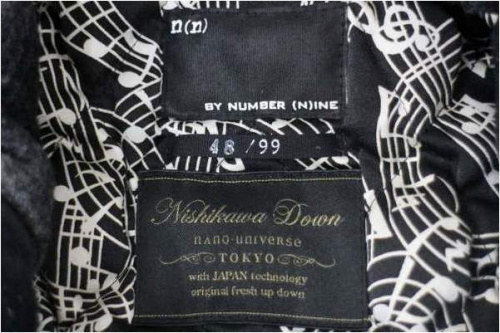 n(n)
BY NUMBER (N)INE
48 / 99
Nishikawa Down
nano·universe
TOKYO
with JAPAN technology
original fresh up down